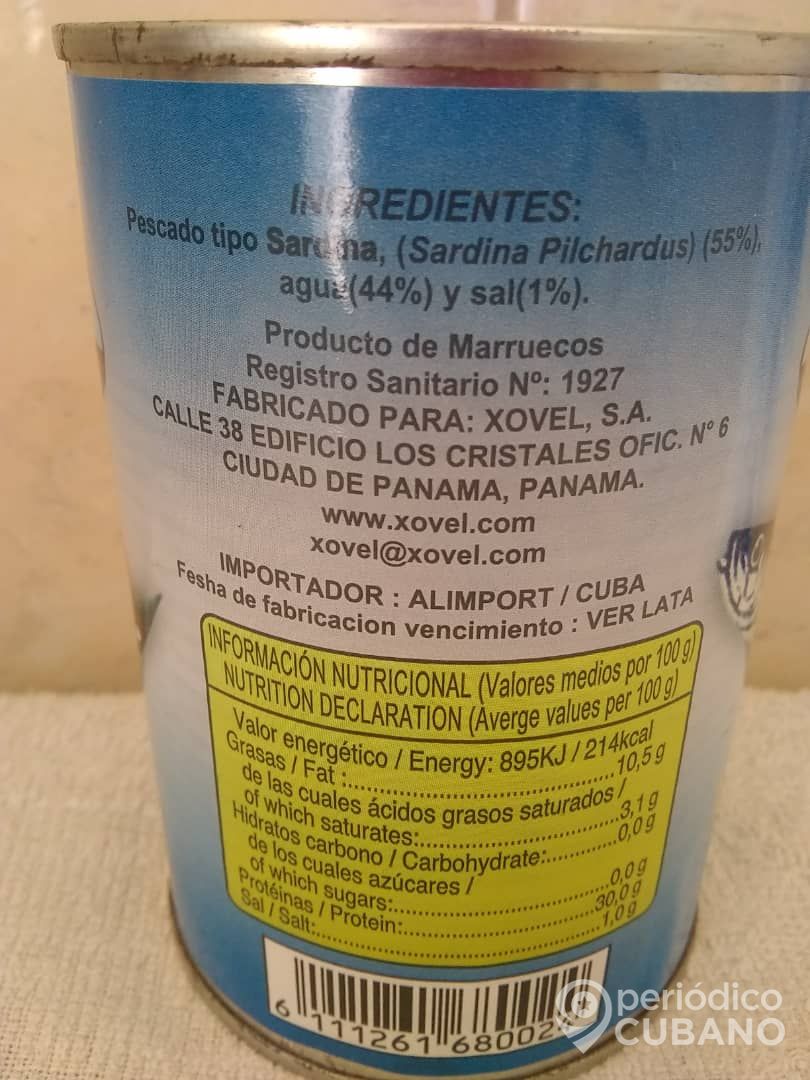 INGREDIENTES:
Pescado tipo Sardina, (Sardina Pilchardus) (55%),
agua(44%) y sal(1%).
Producto de Marruecos
Registro Sanitario Nº: 1927
FABRICADO PARA: XOVEL, S.A.
CALLE 38 EDIFICIO LOS CRISTALES OFIC. Nº 6
CIUDAD DE PANAMA, PANAMA.
www.xovel.com
xovel@xovel.com
IMPORTADOR : ALIMPORT / CUBA
Fesha de fabricacion vencimiento : VER LATA
INFORMACIÓN NUTRICIONAL (Valores medios por 100 g)
NUTRITION DECLARATION (Averge values per 100 g)
Valor energético / Energy: 895KJ / 214kcal
Grasas / Fat :..............................10,5 g
de las cuales ácidos grasos saturados /
of which saturates:..............................3,1 g
Hidratos carbono / Carbohydrate:............0,0 g
de los cuales azúcares /
of which sugars:..............................0,0 g
Protéinas / Protein:..............................30,0 g
Sal / Salt:..............................1,0 g
6 111261 68002
periódico
CUBANO